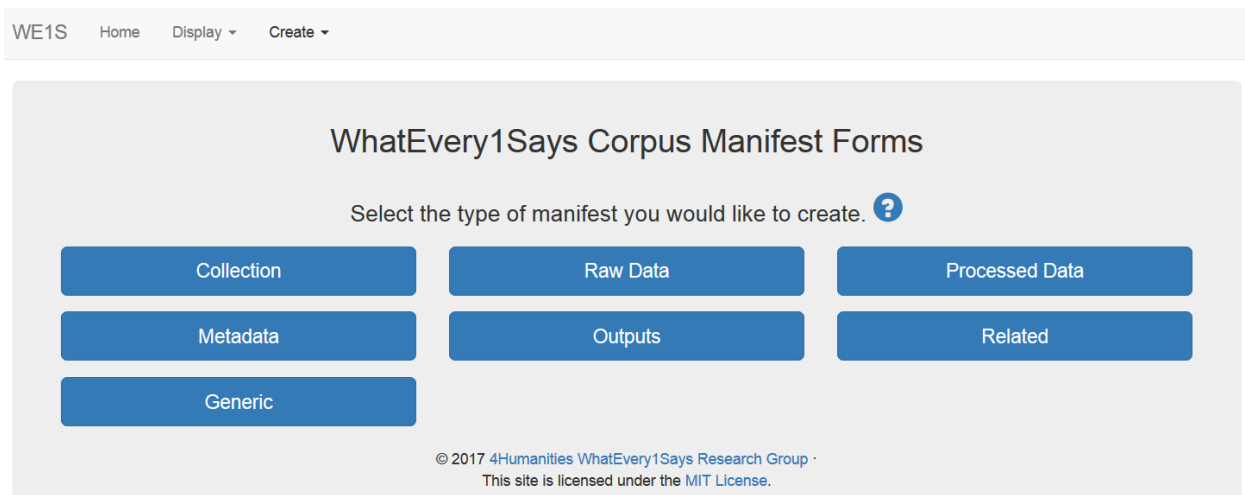 WE1S Home Display Create
WhatEvery1Says Corpus Manifest Forms
Select the type of manifest you would like to create. ?
Collection Raw Data Processed Data
Metadata Outputs Related
Generic
© 2017 4Humanities WhatEvery1Says Research Group ·
This site is licensed under the MIT License.